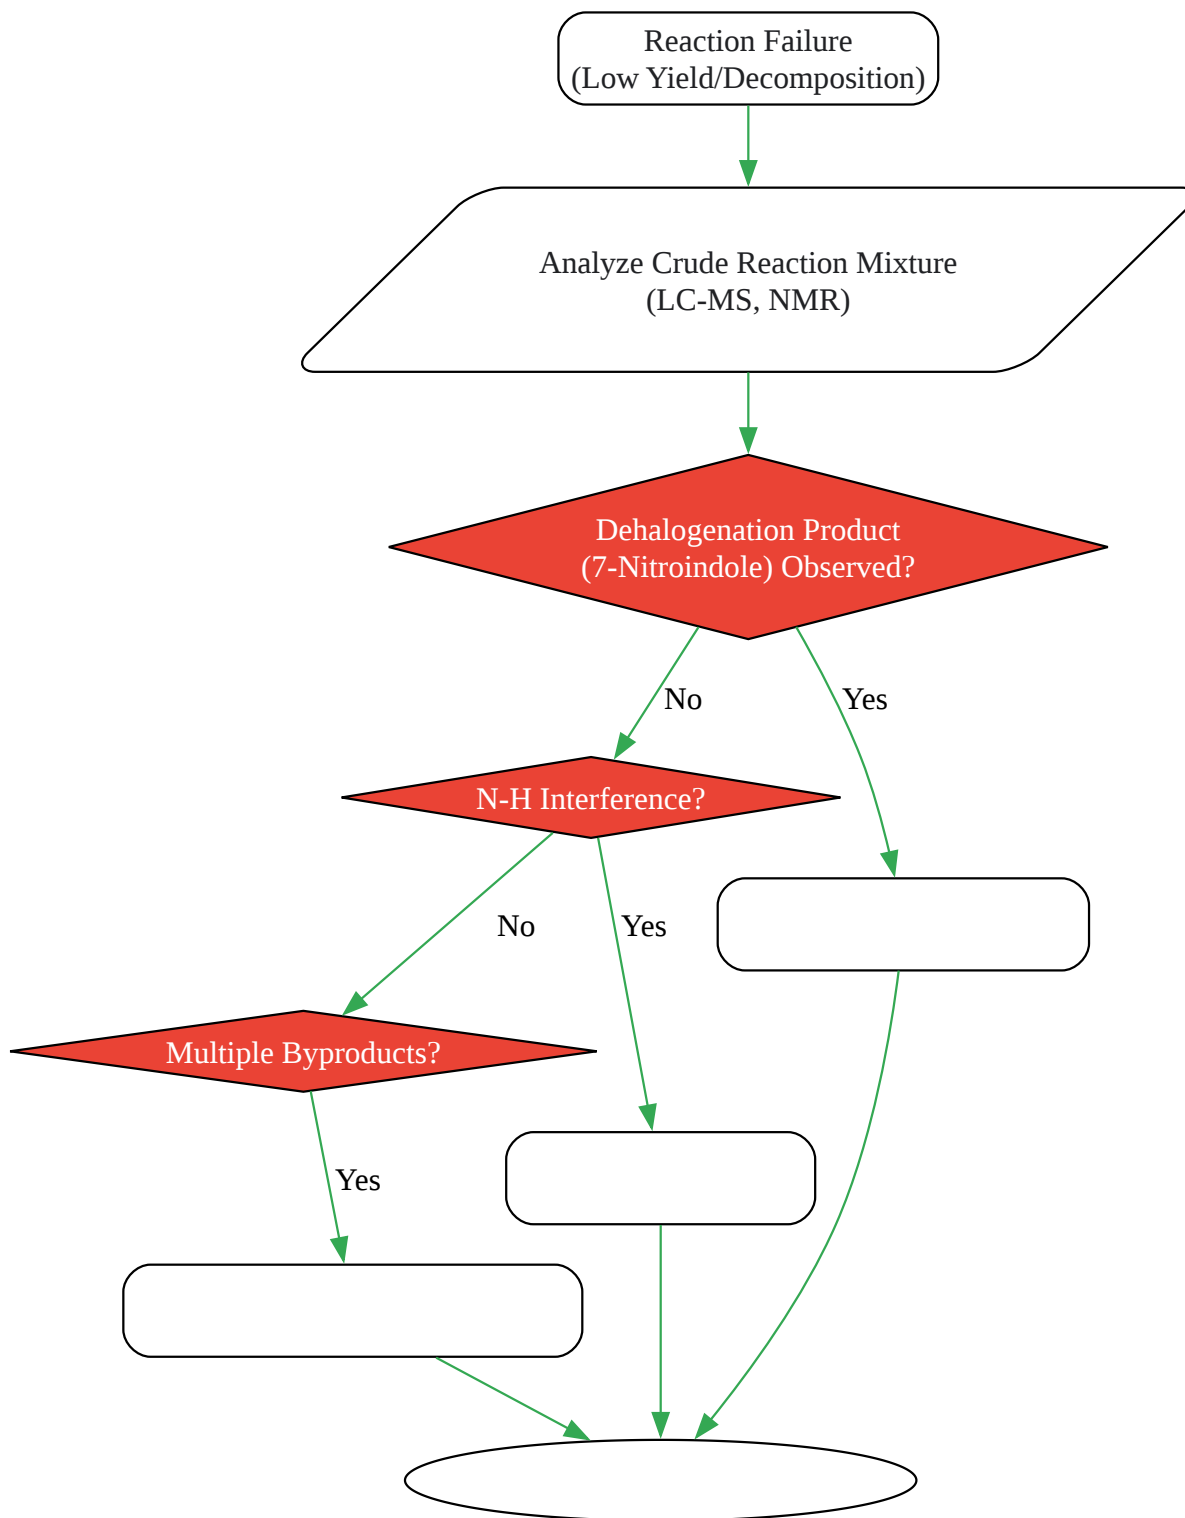 Reaction Failure
(Low Yield/Decomposition)
Analyze Crude Reaction Mixture
(LC-MS, NMR)
Dehalogenation Product
(7-Nitroindole) Observed?
No
Yes
N-H Interference?
No
Yes
Multiple Byproducts?
Yes